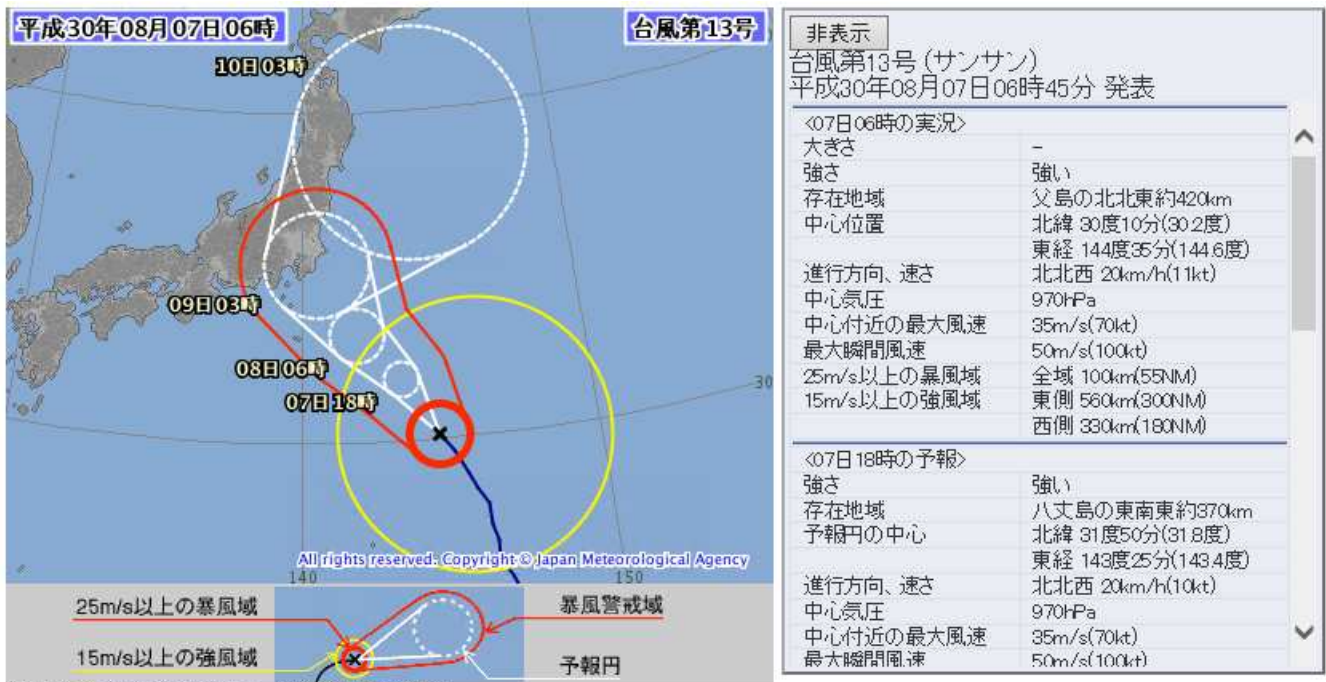 平成30年08月07日06時
台風第13号
10日03時
09日03時
08日06時
07日18時
30
All rights reserved. Copyright © Japan Meteorological Agency
140
150
25m/s以上の暴風域
暴風警戒域
15m/s以上の強風域
予報円
非表示
台風第13号 (サンサン)
平成30年08月07日06時45分 発表
<07日06時の実況>
大きさ -
強さ 強い
存在地域 父島の北北東約420km
中心位置 北緯 30度10分(30.2度)
東経 144度35分(144.6度)
進行方向、速さ 北北西 20km/h(11kt)
中心気圧 970hPa
中心付近の最大風速 35m/s(70kt)
最大瞬間風速 50m/s(100kt)
25m/s以上の暴風域 全域 100km(55NM)
15m/s以上の強風域 東側 560km(300NM)
西側 330km(180NM)
<07日18時の予報>
強さ 強い
存在地域 八丈島の東南東約370km
予報円の中心 北緯 31度50分(31.8度)
東経 143度25分(143.4度)
進行方向、速さ 北北西 20km/h(10kt)
中心気圧 970hPa
中心付近の最大風速 35m/s(70kt)
最大瞬間風速 50m/s(100kt)